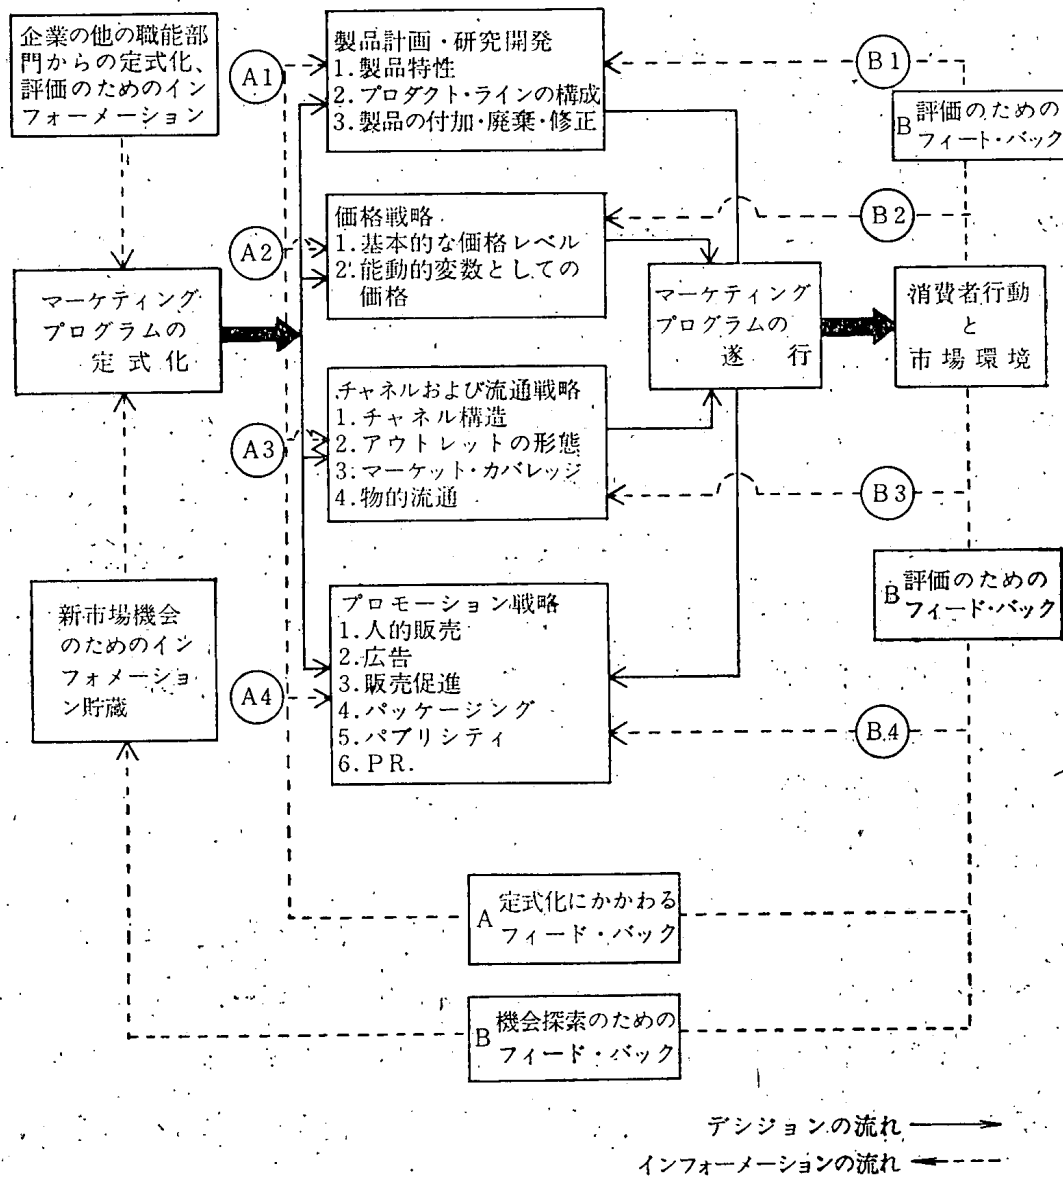 企業の他の職能部
門からの定式化、
評価のためのイン
フォーメーション
A1
製品計画・研究開発
1. 製品特性
2. プロダクト・ラインの構成
3. 製品の付加・廃棄・修正
B1
B 評価のための
フィート・バック
A2
価格戦略
1. 基本的な価格レベル
2. 能動的変数としての
価格
B2
マーケティング
プログラムの
定式化
マーケティング
プログラムの
遂行
消費者行動
と
市場環境
A3
チャネルおよび流通戦略
1. チャネル構造
2. アウトレットの形態
3. マーケット・カバレッジ
4. 物的流通
B3
B 評価のための
フィード・バック
新市場機会
のためのイン
フォメーショ
ン貯蔵
A4
プロモーション戦略
1. 人的販売
2. 広告
3. 販売促進
4. パッケージング
5. パブリシティ
6. PR.
B.4
A 定式化にかかわる
フィード・バック
B 機会探索のための
フィード・バック
デシジョンの流れ
インフォーメーションの流れ